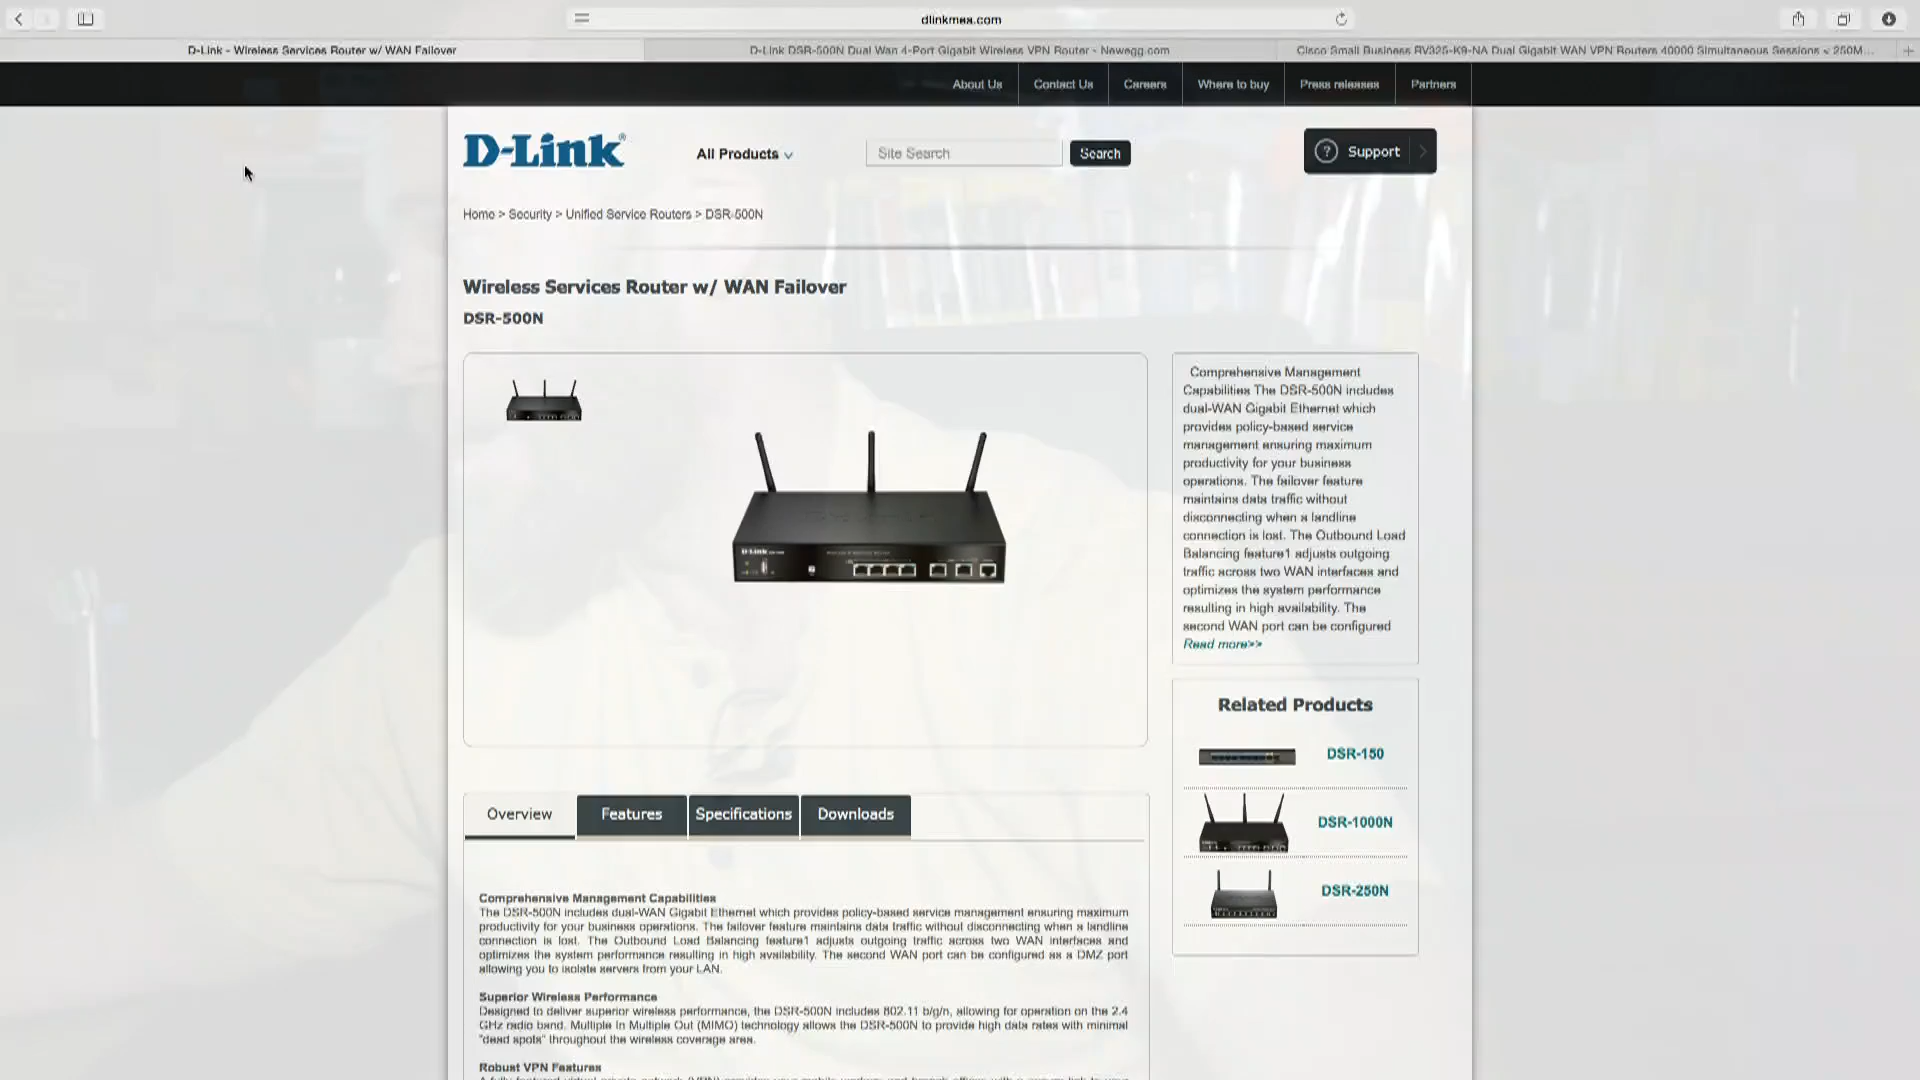 dlinkmea.com
D-Link - Wireless Services Router w/ WAN Failover
D-Link DSR-500N Dual Wan 4-Port Gigabit Wireless VPN Router - Newegg.com
Cisco Small Business RV325-K9-NA Dual Gigabit WAN VPN Routers 40000 Simultaneous Sessions < 250M...
About Us
Contact Us
Careers
Where to buy
Press releases
Partners
D-Link®
All Products
Site Search
Search
? Support
Home > Security > Unified Service Routers > DSR-500N
Wireless Services Router w/ WAN Failover
DSR-500N
D-Link
Comprehensive Management
Capabilities The DSR-500N includes
dual-WAN Gigabit Ethernet which
provides policy-based service
management ensuring maximum
productivity for your business
operations. The failover feature
maintains data traffic without
disconnecting when a landline
connection is lost. The Outbound Load
Balancing feature1 adjusts outgoing
traffic across two WAN interfaces and
optimizes the system performance
resulting in high availability. The
second WAN port can be configured
Read more>>
Related Products
DSR-150
DSR-1000N
DSR-250N
Overview
Features
Specifications
Downloads
Comprehensive Management Capabilities
The DSR-500N includes dual-WAN Gigabit Ethernet which provides policy-based service management ensuring maximum
productivity for your business operations. The failover feature maintains data traffic without disconnecting when a landline
connection is lost. The Outbound Load Balancing feature1 adjusts outgoing traffic across two WAN interfaces and
optimizes the system performance resulting in high availability. The second WAN port can be configured as a DMZ port
allowing you to isolate servers from your LAN.
Superior Wireless Performance
Designed to deliver superior wireless performance, the DSR-500N includes 802.11 b/g/n, allowing for operation on the 2.4
GHz radio band. Multiple In Multiple Out (MIMO) technology allows the DSR-500N to provide high data rates with minimal
"dead spots" throughout the wireless coverage area.
Robust VPN Features